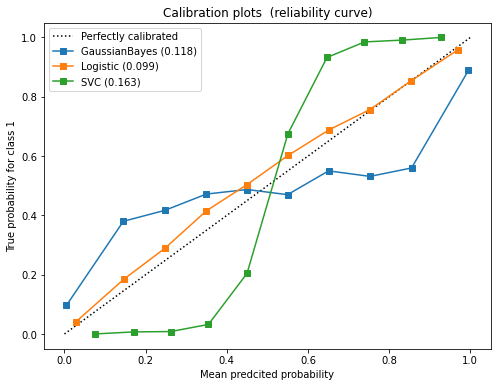 Calibration plots  (reliability curve)
Perfectly calibrated
GaussianBayes (0.118)
Logistic (0.099)
SVC (0.163)
True probability for class 1
1.0
0.8
0.6
0.4
0.2
0.0
0.0 0.2 0.4 0.6 0.8 1.0
Mean predcited probability